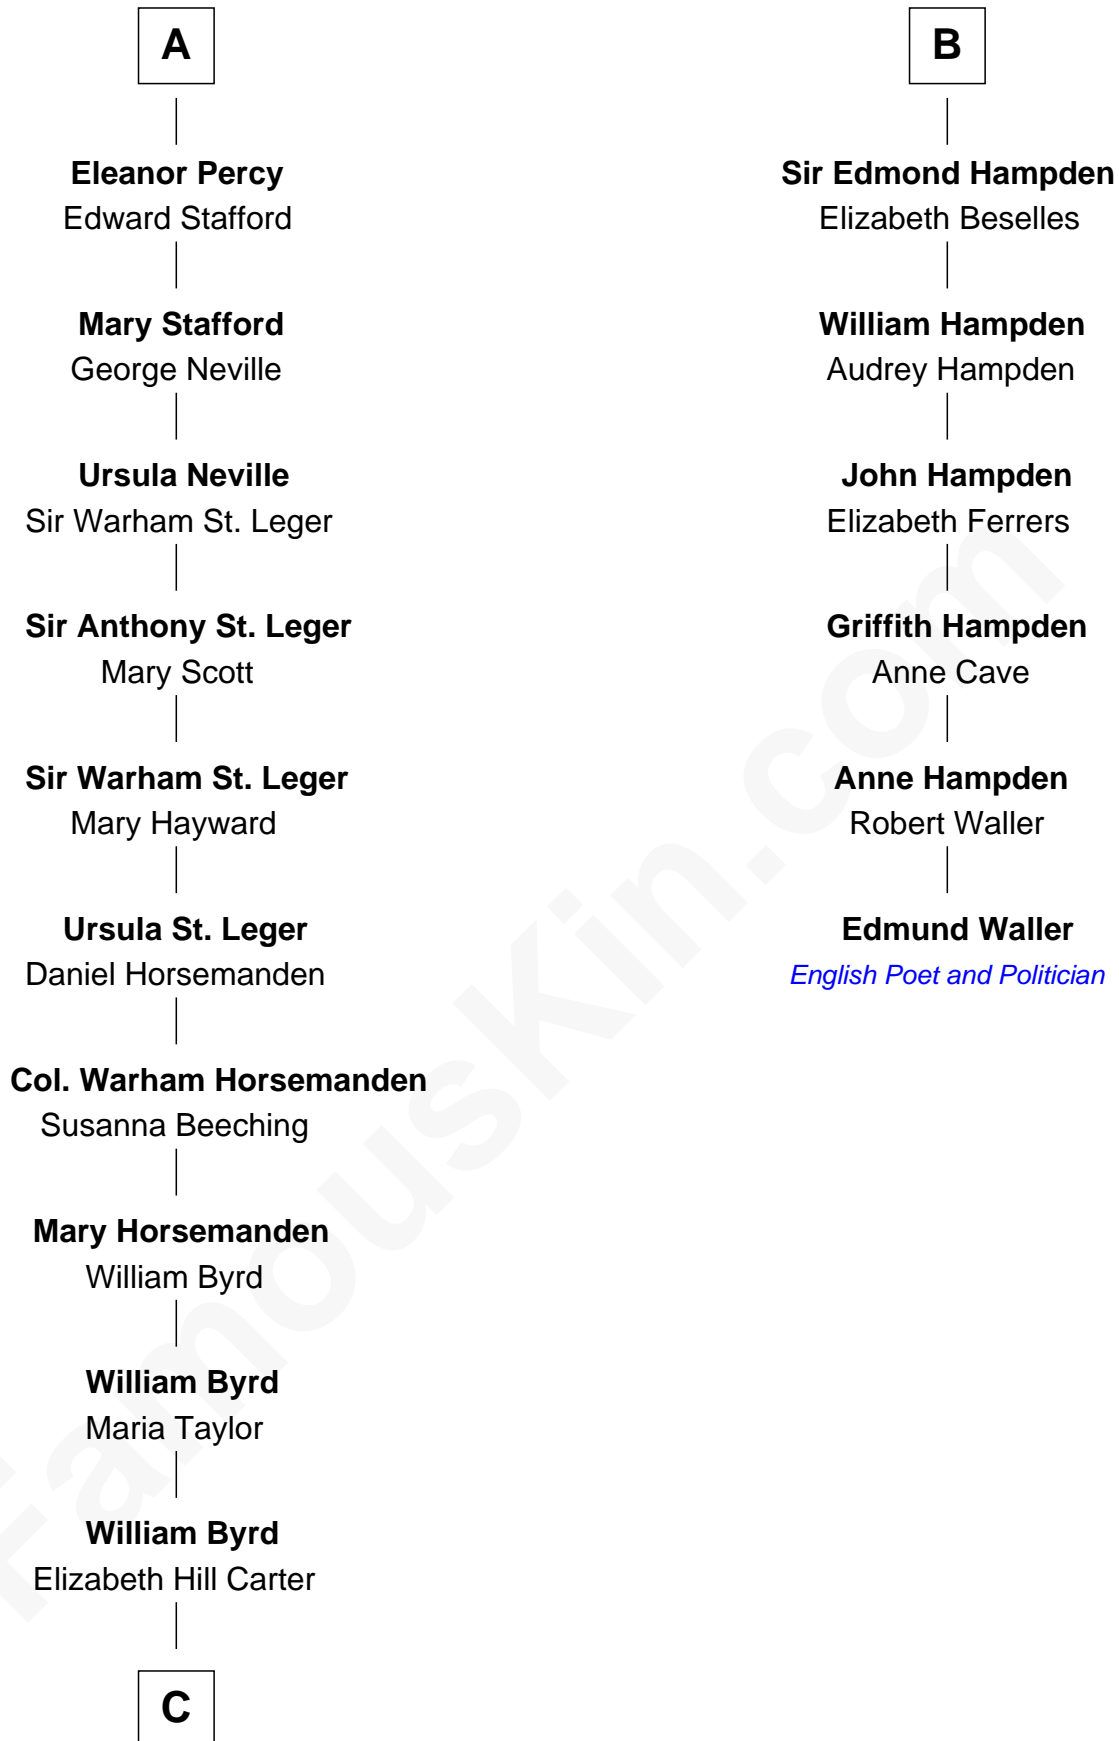 A
Eleanor Percy
Edward Stafford
Mary Stafford
George Neville
Ursula Neville
Sir Warham St. Leger
Sir Anthony St. Leger
Mary Scott
Sir Warham St. Leger
Mary Hayward
Ursula St. Leger
Daniel Horsemanden
Col. Warham Horsemanden
Susanna Beeching
Mary Horsemanden
William Byrd
William Byrd
Maria Taylor
William Byrd
Elizabeth Hill Carter
C
B
Sir Edmond Hampden
Elizabeth Beselles
William Hampden
Audrey Hampden
John Hampden
Elizabeth Ferrers
Griffith Hampden
Anne Cave
Anne Hampden
Robert Waller
Edmund Waller
English Poet and Politician
FamousKin.com